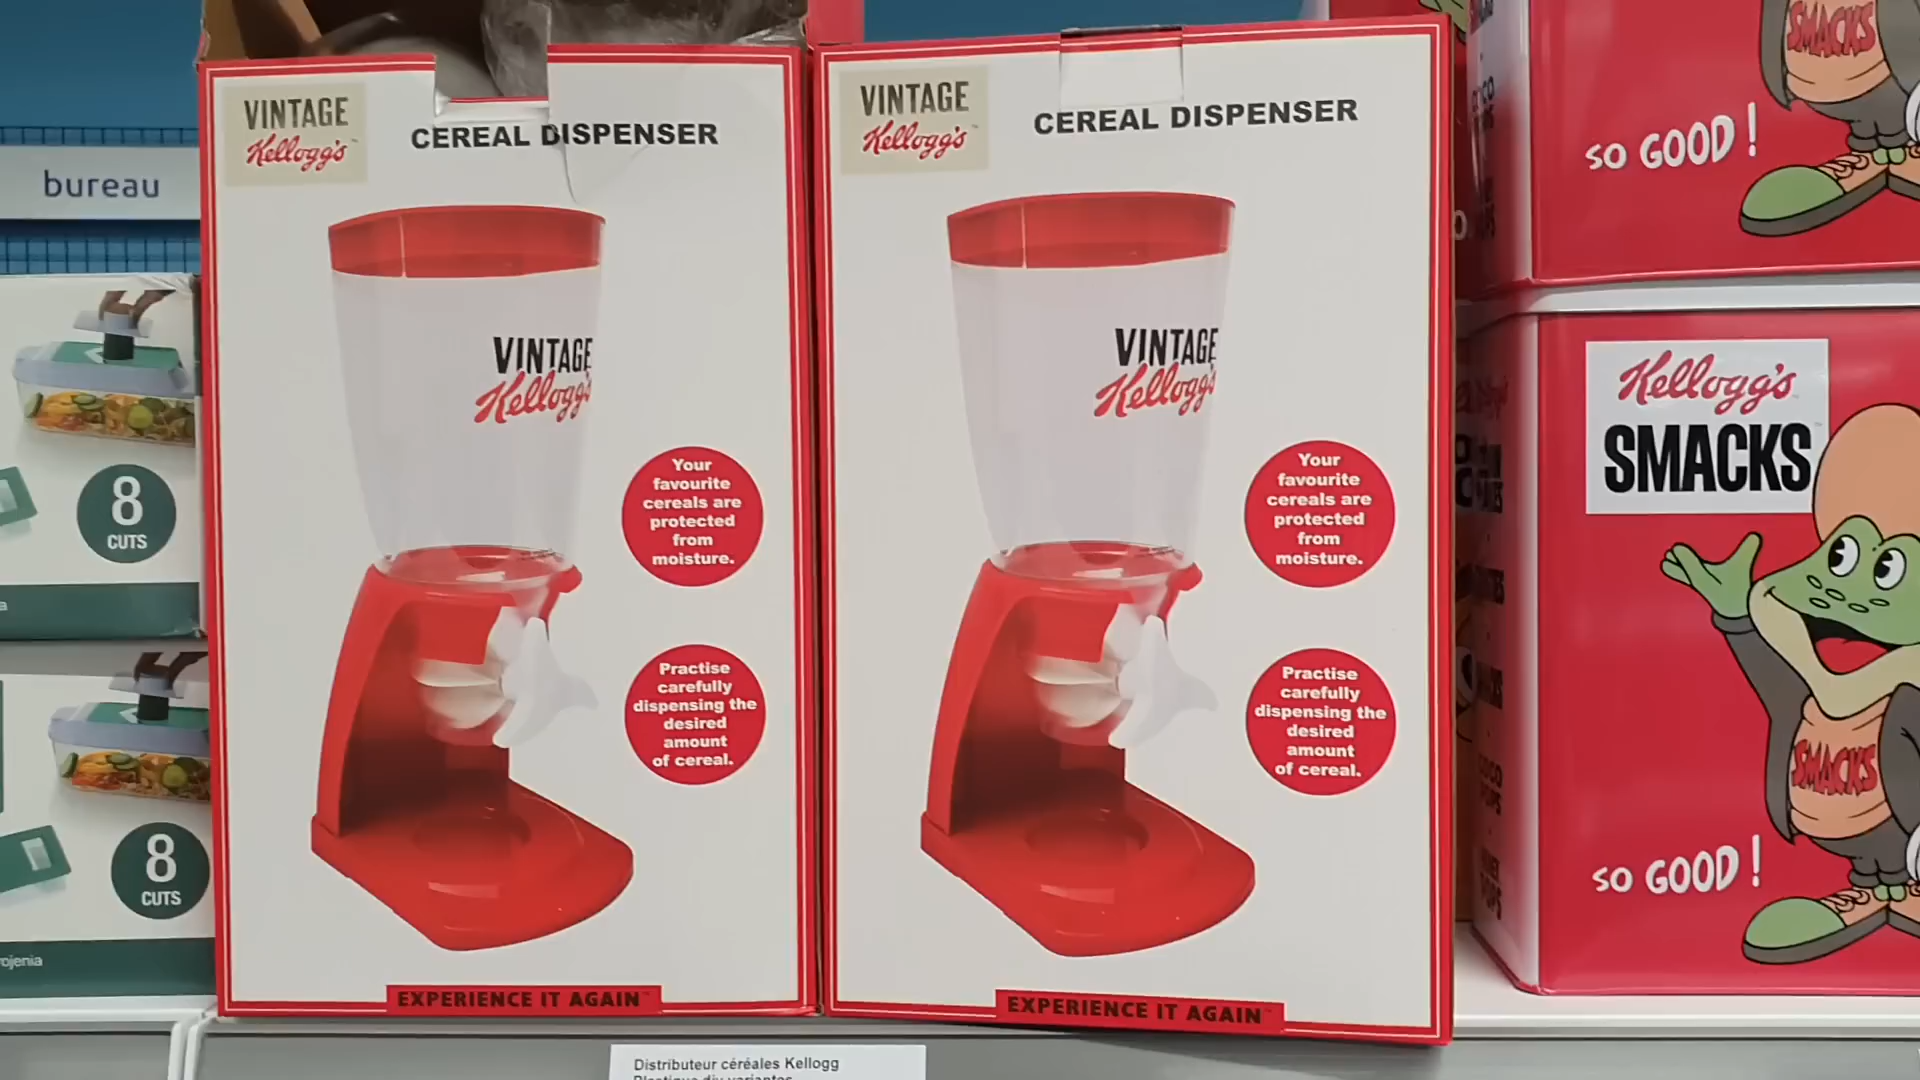 bureau
8
CUTS
8
CUTS
rojenia
VINTAGE
Kellogg's
CEREAL DISPENSER
VINTAGE
Kellogg's
Your
favourite
cereals are
protected
from
moisture.
Practise
carefully
dispensing the
desired
amount
of cereal.
EXPERIENCE IT AGAIN™
VINTAGE
Kellogg's
CEREAL DISPENSER
VINTAGE
Kellogg's
Your
favourite
cereals are
protected
from
moisture.
Practise
carefully
dispensing the
desired
amount
of cereal.
EXPERIENCE IT AGAIN™
Distributeur céréales Kellogg
SMACKS
SO GOOD!
Kellogg's
SMACKS
SMACKS
SO GOOD!